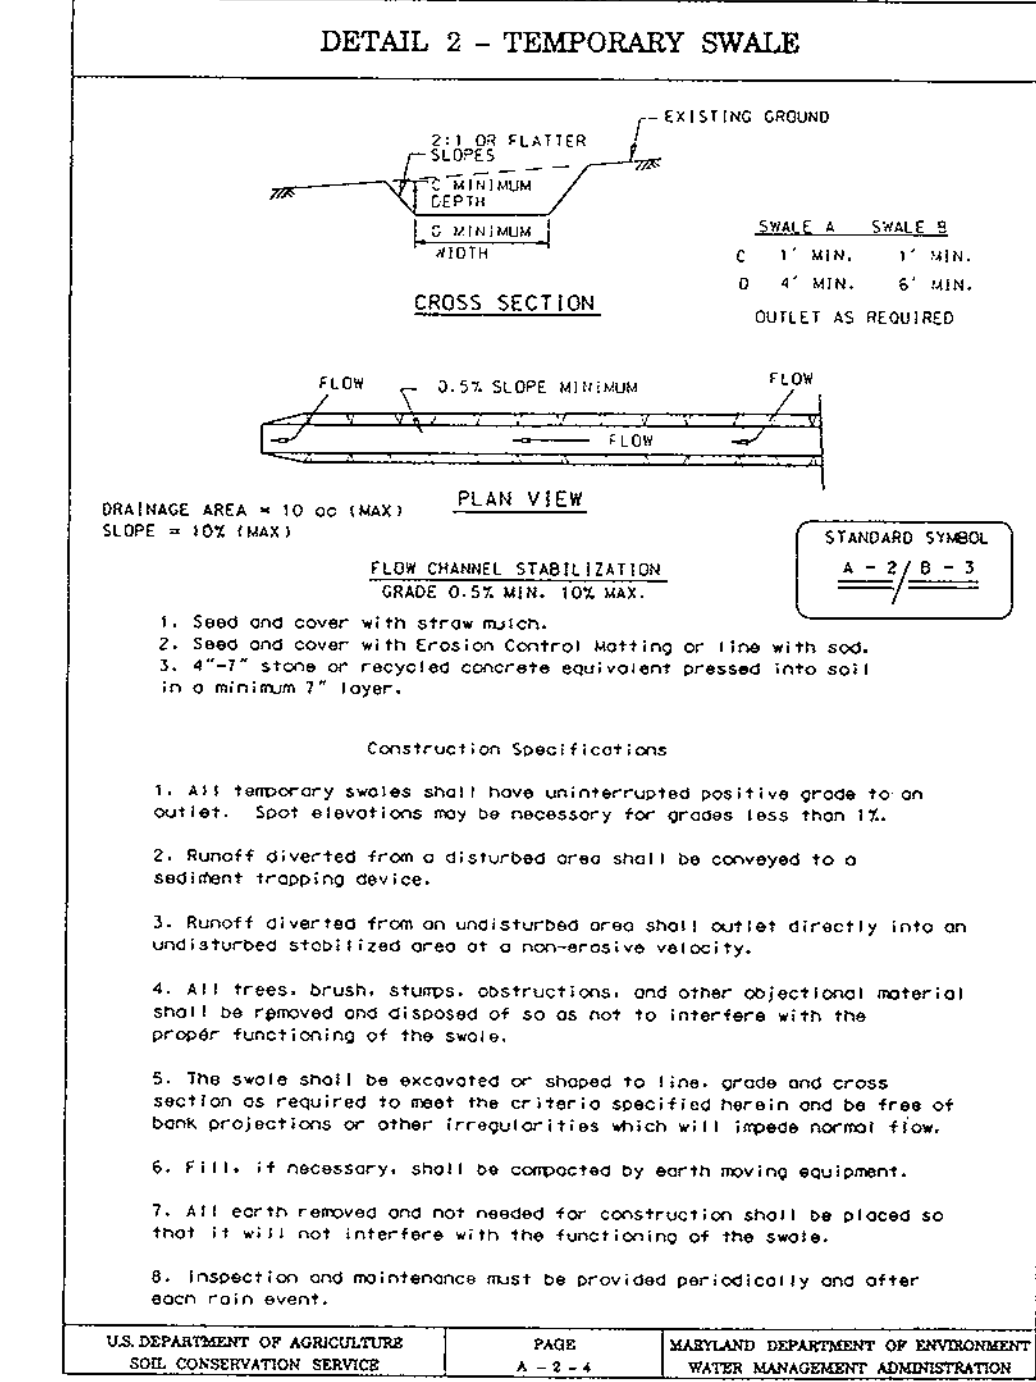 DETAIL 2 - TEMPORARY SWALE
EXISTING GROUND
2:1 OR FLATTER
SLOPES
C MINIMUM
DEPTH
D MINIMUM
WIDTH
CROSS SECTION
SWALE A SWALE B
C 1' MIN. 1' MIN.
D 4' MIN. 6' MIN.
OUTLET AS REQUIRED
FLOW
0.5% SLOPE MINIMUM
FLOW
FLOW
PLAN VIEW
DRAINAGE AREA = 10 ac (MAX)
SLOPE = 10% (MAX)
STANDARD SYMBOL
A - 2 / B - 3
FLOW CHANNEL STABILIZATION
GRADE 0.5% MIN. 10% MAX.
1. Seed and cover with straw mulch.
2. Seed and cover with Erosion Control Matting or line with sod.
3. 4"-7" stone or recycled concrete equivalent pressed into soil
in a minimum 7" layer.
Construction Specifications
1. All temporary swales shall have uninterrupted positive grade to an
outlet. Spot elevations may be necessary for grades less than 1%.
2. Runoff diverted from a disturbed area shall be conveyed to a
sediment trapping device.
3. Runoff diverted from an undisturbed area shall outlet directly into an
undisturbed stabilized area at a non-erosive velocity.
4. All trees, brush, stumps, obstructions, and other objectional material
shall be removed and disposed of so as not to interfere with the
proper functioning of the swale.
5. The swale shall be excavated or shaped to line, grade and cross
section as required to meet the criteria specified herein and be free of
bank projections or other irregularities which will impede normal flow.
6. Fill, if necessary, shall be compacted by earth moving equipment.
7. All earth removed and not needed for construction shall be placed so
that it will not interfere with the functioning of the swale.
8. Inspection and maintenance must be provided periodically and after
each rain event.
U.S. DEPARTMENT OF AGRICULTURE
SOIL CONSERVATION SERVICE
PAGE
A - 2 - 4
MARYLAND DEPARTMENT OF ENVIRONMENT
WATER MANAGEMENT ADMINISTRATION